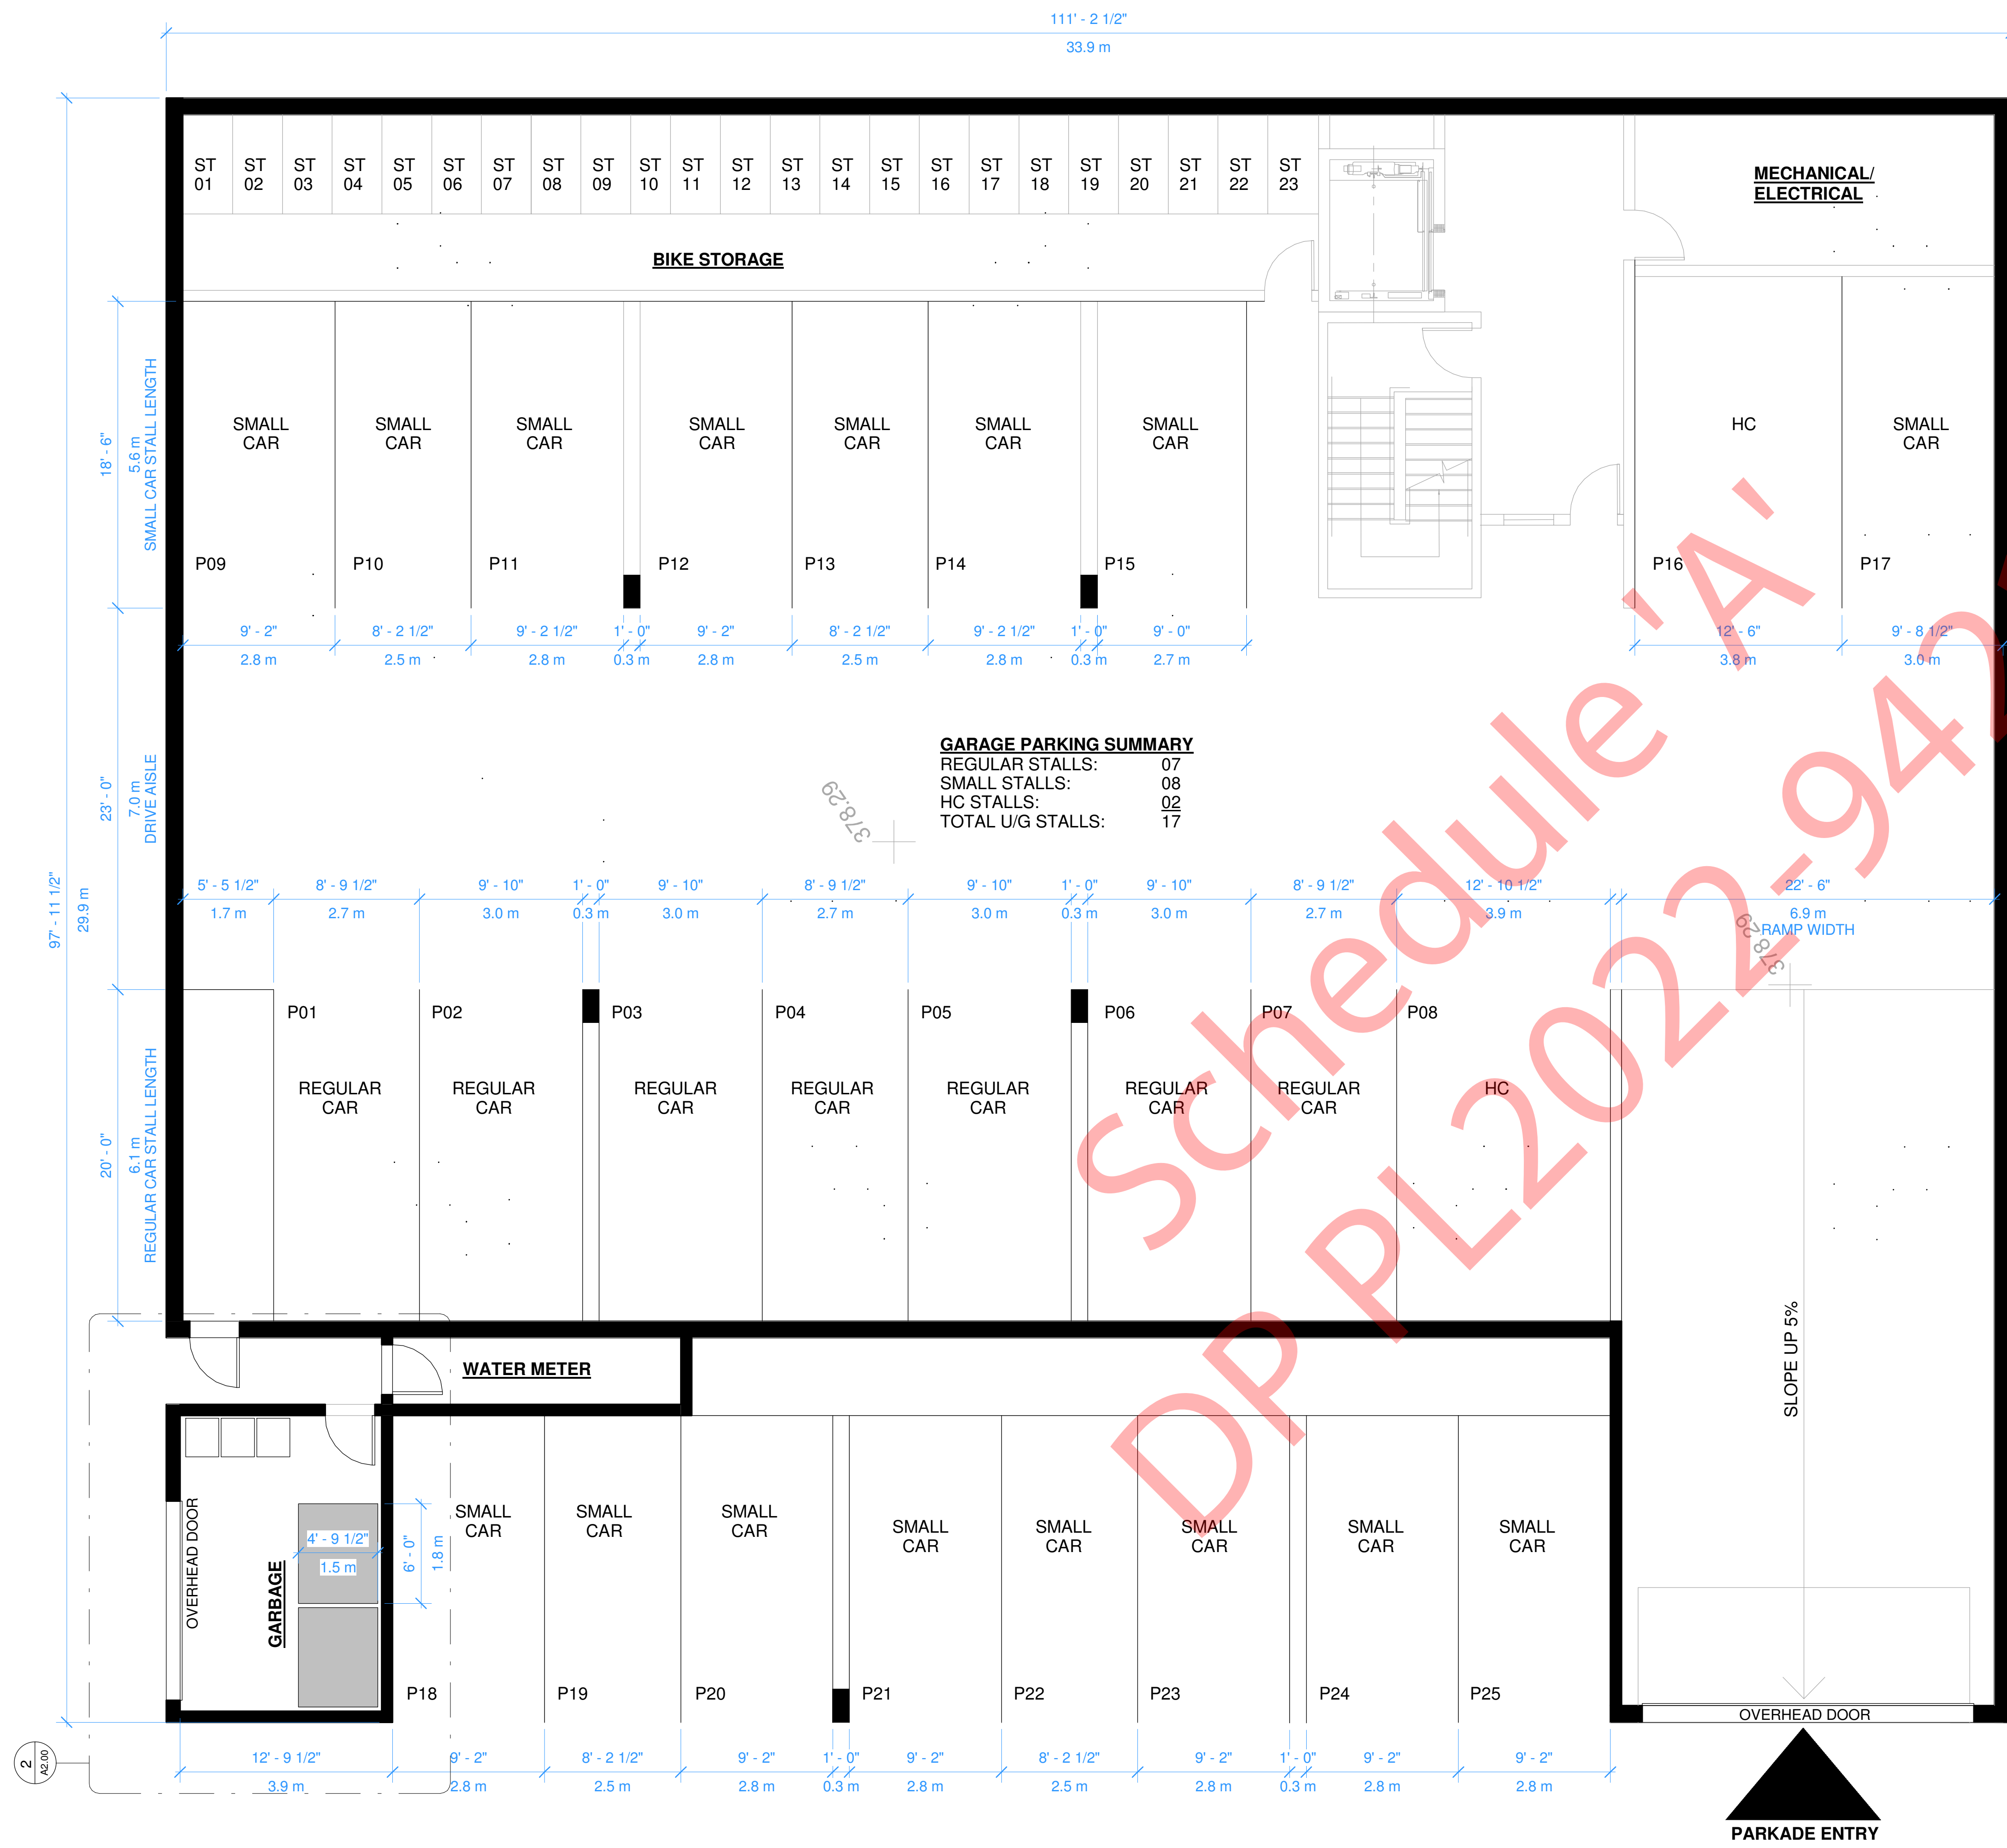 111' - 2 1/2"
33.9 m
ST 01
ST 02
ST 03
ST 04
ST 05
ST 06
ST 07
ST 08
ST 09
ST 10
ST 11
ST 12
ST 13
ST 14
ST 15
ST 16
ST 17
ST 18
ST 19
ST 20
ST 21
ST 22
ST 23
MECHANICAL/
ELECTRICAL
BIKE STORAGE
18' - 6"
5.6 m
SMALL CAR STALL LENGTH
SMALL
CAR
SMALL
CAR
SMALL
CAR
SMALL
CAR
SMALL
CAR
SMALL
CAR
SMALL
CAR
HC
SMALL
CAR
P09
P10
P11
P12
P13
P14
P15
P16
P17
9' - 2"
8' - 2 1/2"
9' - 2 1/2"
1' - 0"
9' - 2"
8' - 2 1/2"
9' - 2 1/2"
1' - 0"
9' - 0"
12' - 6"
9' - 8 1/2"
2.8 m
2.5 m
2.8 m
0.3 m
2.8 m
2.5 m
2.8 m
0.3 m
2.7 m
3.8 m
3.0 m
23' - 0"
7.0 m
DRIVE AISLE
GARAGE PARKING SUMMARY
REGULAR STALLS: 07
SMALL STALLS: 08
HC STALLS: 02
TOTAL U/G STALLS: 17
378.29
97' - 11 1/2"
29.9 m
5' - 5 1/2"
8' - 9 1/2"
9' - 10"
1' - 0"
9' - 10"
8' - 9 1/2"
9' - 10"
1' - 0"
9' - 10"
8' - 9 1/2"
12' - 10 1/2"
22' - 6"
1.7 m
2.7 m
3.0 m
0.3 m
3.0 m
2.7 m
3.0 m
0.3 m
3.0 m
2.7 m
3.9 m
6.9 m
RAMP WIDTH
378.29
P01
P02
P03
P04
P05
P06
P07
P08
20' - 0"
6.1 m
REGULAR CAR STALL LENGTH
REGULAR
CAR
REGULAR
CAR
REGULAR
CAR
REGULAR
CAR
REGULAR
CAR
REGULAR
CAR
REGULAR
CAR
HC
Schedule 'A'
DP PL2022-942
SLOPE UP 5%
WATER METER
OVERHEAD DOOR
GARBAGE
4' - 9 1/2"
1.5 m
6' - 0"
1.8 m
SMALL
CAR
SMALL
CAR
SMALL
CAR
SMALL
CAR
SMALL
CAR
SMALL
CAR
SMALL
CAR
SMALL
CAR
P18
P19
P20
P21
P22
P23
P24
P25
OVERHEAD DOOR
2
A2.00
12' - 9 1/2"
9' - 2"
8' - 2 1/2"
9' - 2"
1' - 0"
9' - 2"
8' - 2 1/2"
9' - 2"
1' - 0"
9' - 2"
9' - 2"
3.9 m
2.8 m
2.5 m
2.8 m
0.3 m
2.8 m
2.5 m
2.8 m
0.3 m
2.8 m
2.8 m
PARKADE ENTRY